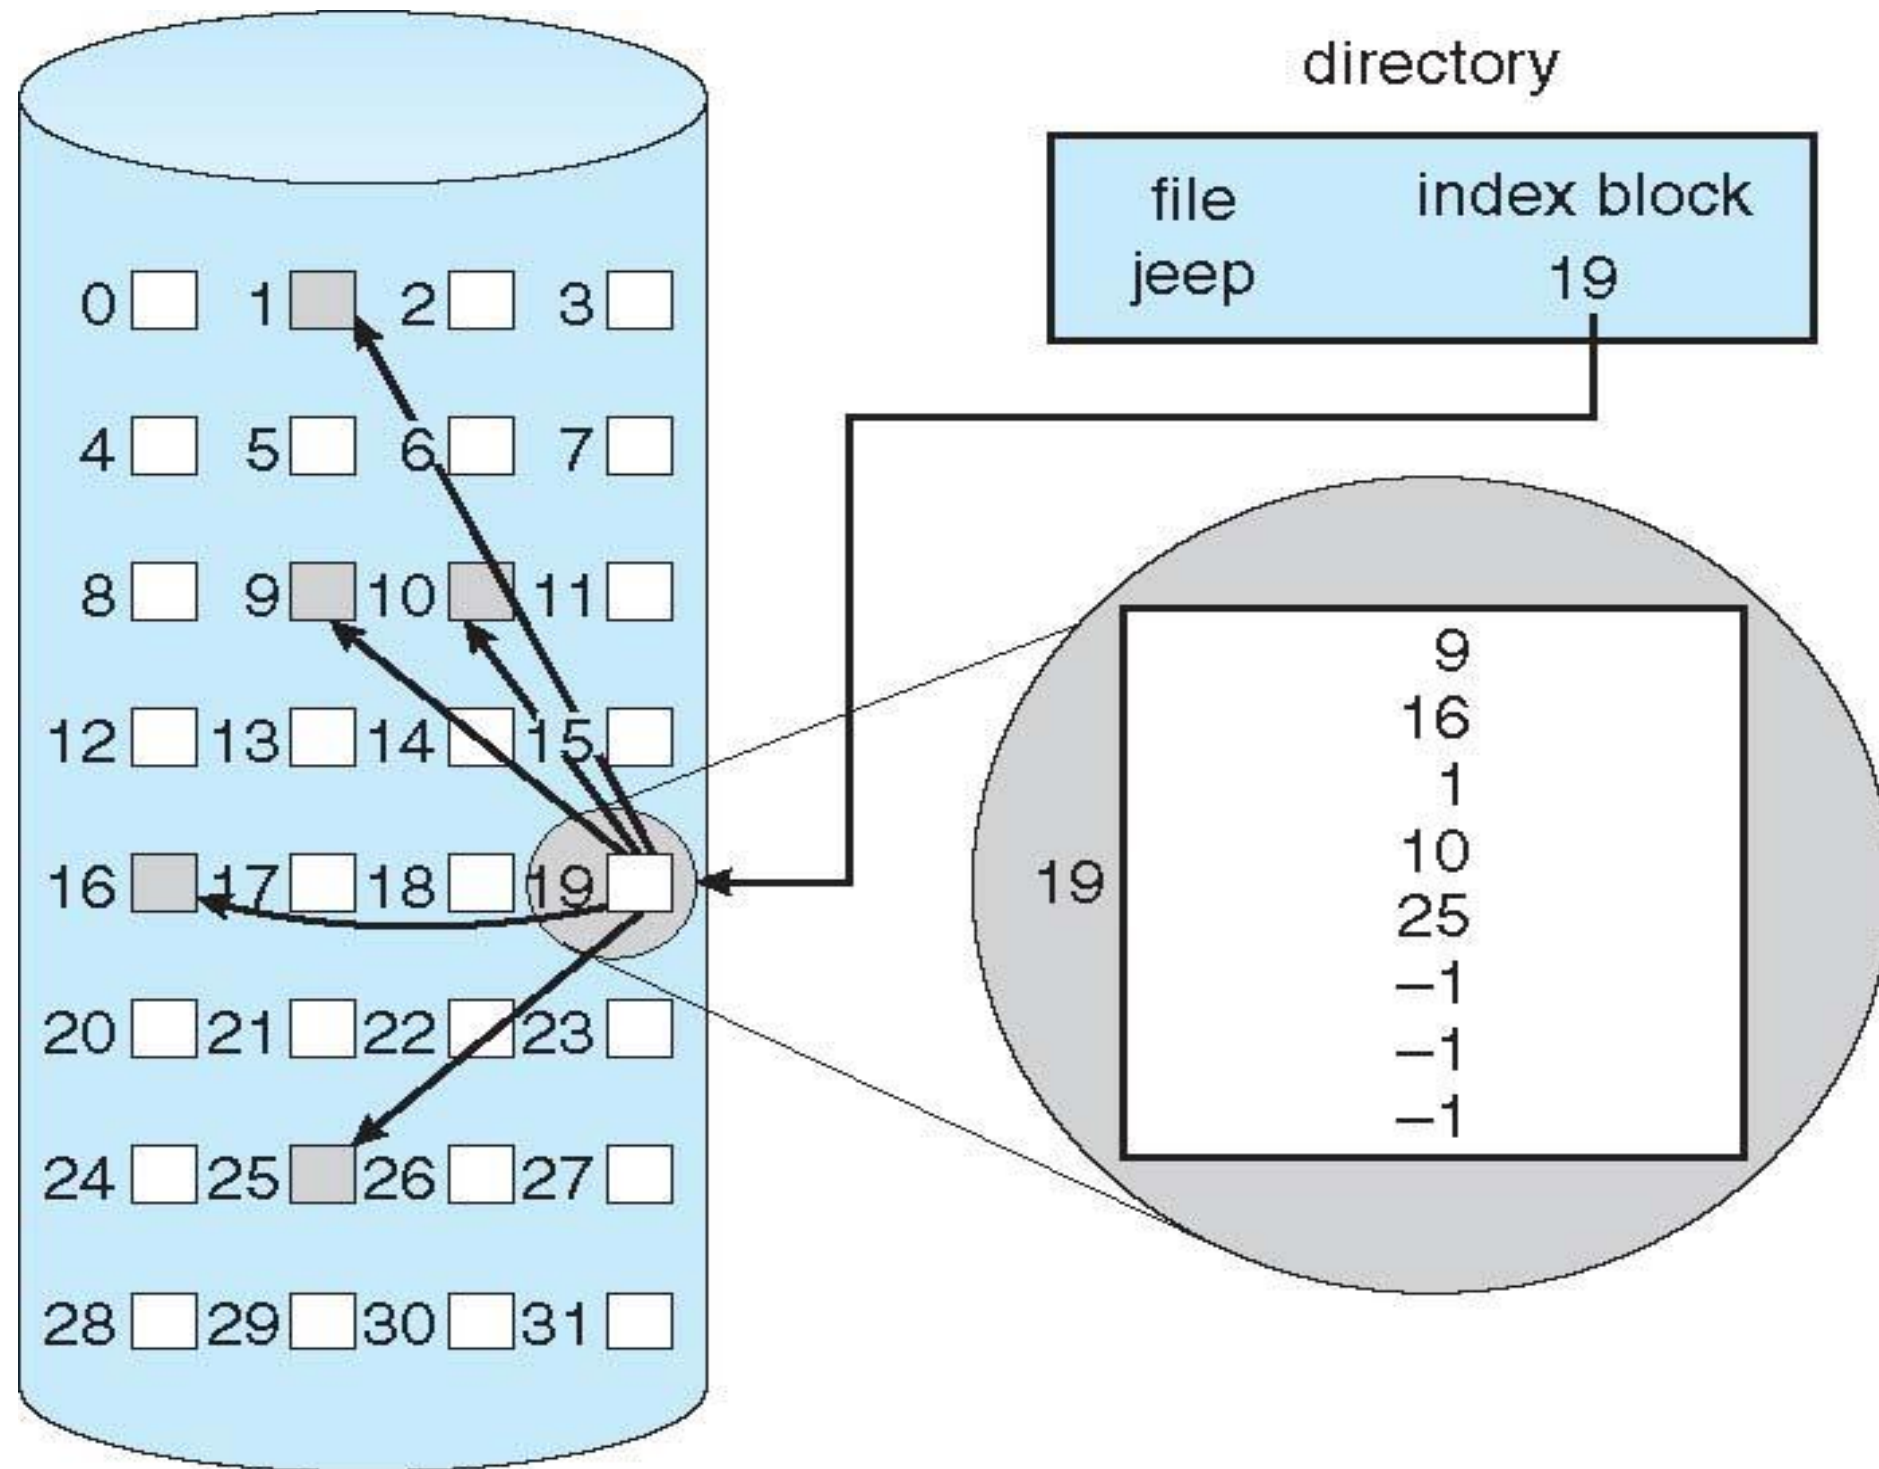 directory
file index block
jeep 19
0 1 2 3
4 5 6 7
8 9 10 11
12 13 14 15
16 17 18 19
20 21 22 23
24 25 26 27
28 29 30 31
19
9
16
1
10
25
–1
–1
–1